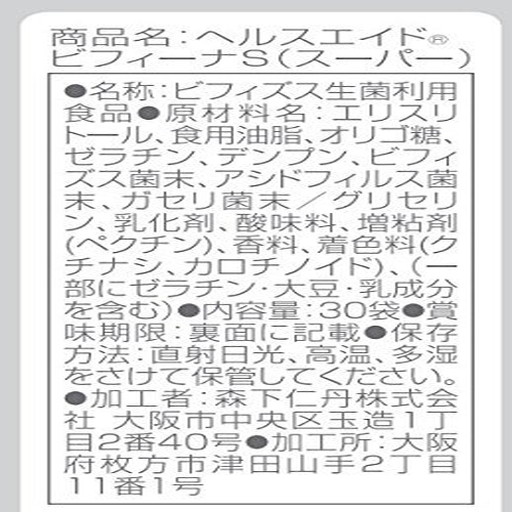 商品名：ヘルスエイド®
ビフィーナS（スーパー）
●名称：ビフィズス生菌利用
食品●原材料名：エリスリ
トール、食用油脂、オリゴ糖、
ゼラチン、デンプン、ビフィ
ズス菌末、アシドフィルス菌
末、ガセリ菌末／グリセリ
ン、乳化剤、酸味料、増粘剤
(ペクチン)、香料、着色料(ク
チナシ、カロチノイド)、(一
部にゼラチン・大豆・乳成分
を含む)●内容量：30袋●賞
味期限：裏面に記載●保存
方法：直射日光、高温、多湿
をさけて保管してください。
●加工者：森下仁丹株式会
社 大阪市中央区玉造1丁
目2番40号●加工所：大阪
府枚方市津田山手2丁目
11番1号